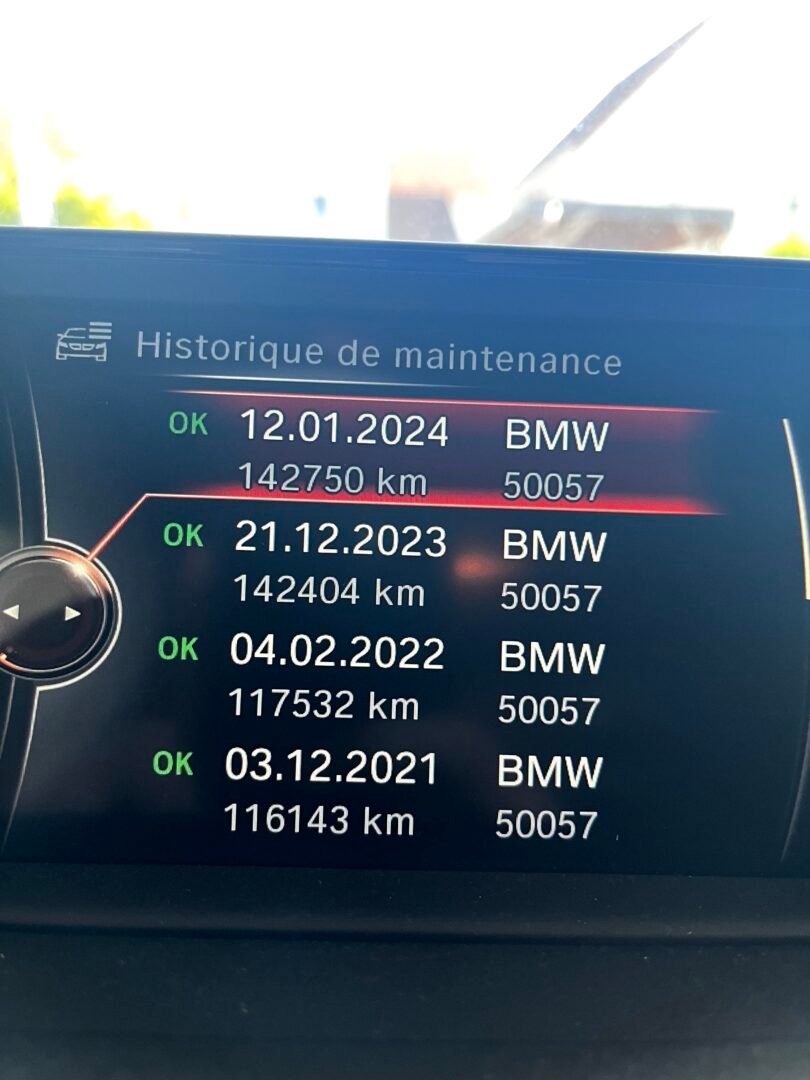 Historique de maintenance
OK 12.01.2024 BMW
142750 km 50057
OK 21.12.2023 BMW
142404 km 50057
OK 04.02.2022 BMW
117532 km 50057
OK 03.12.2021 BMW
116143 km 50057